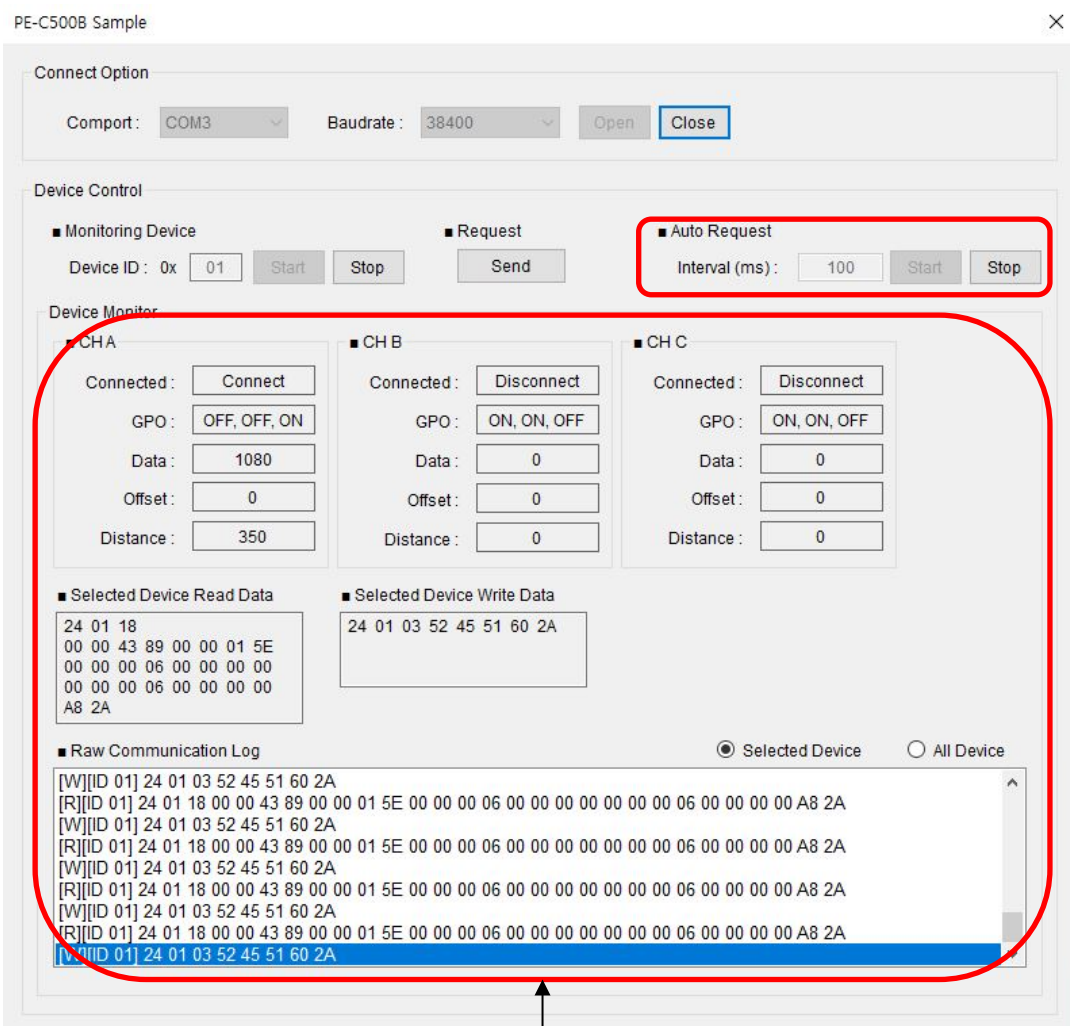 PE-C500B Sample
Connect Option
Comport : COM3 Baudrate : 38400 Open Close
Device Control
■ Monitoring Device ■ Request ■ Auto Request
Device ID : 0x 01 Start Stop Send Interval (ms) : 100 Start Stop
Device Monitor
■ CH A ■ CH B ■ CH C
Connected : Connect Connected : Disconnect Connected : Disconnect
GPO : OFF, OFF, ON GPO : ON, ON, OFF GPO : ON, ON, OFF
Data : 1080 Data : 0 Data : 0
Offset : 0 Offset : 0 Offset : 0
Distance : 350 Distance : 0 Distance : 0
■ Selected Device Read Data ■ Selected Device Write Data
24 01 18 24 01 03 52 45 51 60 2A
00 00 43 89 00 00 01 5E
00 00 00 06 00 00 00 00
00 00 00 06 00 00 00 00
A8 2A
■ Raw Communication Log Selected Device All Device
[W][ID 01] 24 01 03 52 45 51 60 2A
[R][ID 01] 24 01 18 00 00 43 89 00 00 01 5E 00 00 00 06 00 00 00 00 00 00 00 06 00 00 00 00 A8 2A
[W][ID 01] 24 01 03 52 45 51 60 2A
[R][ID 01] 24 01 18 00 00 43 89 00 00 01 5E 00 00 00 06 00 00 00 00 00 00 00 06 00 00 00 00 A8 2A
[W][ID 01] 24 01 03 52 45 51 60 2A
[R][ID 01] 24 01 18 00 00 43 89 00 00 01 5E 00 00 00 06 00 00 00 00 00 00 00 06 00 00 00 00 A8 2A
[W][ID 01] 24 01 03 52 45 51 60 2A
[R][ID 01] 24 01 18 00 00 43 89 00 00 01 5E 00 00 00 06 00 00 00 00 00 00 00 06 00 00 00 00 A8 2A
[W][ID 01] 24 01 03 52 45 51 60 2A